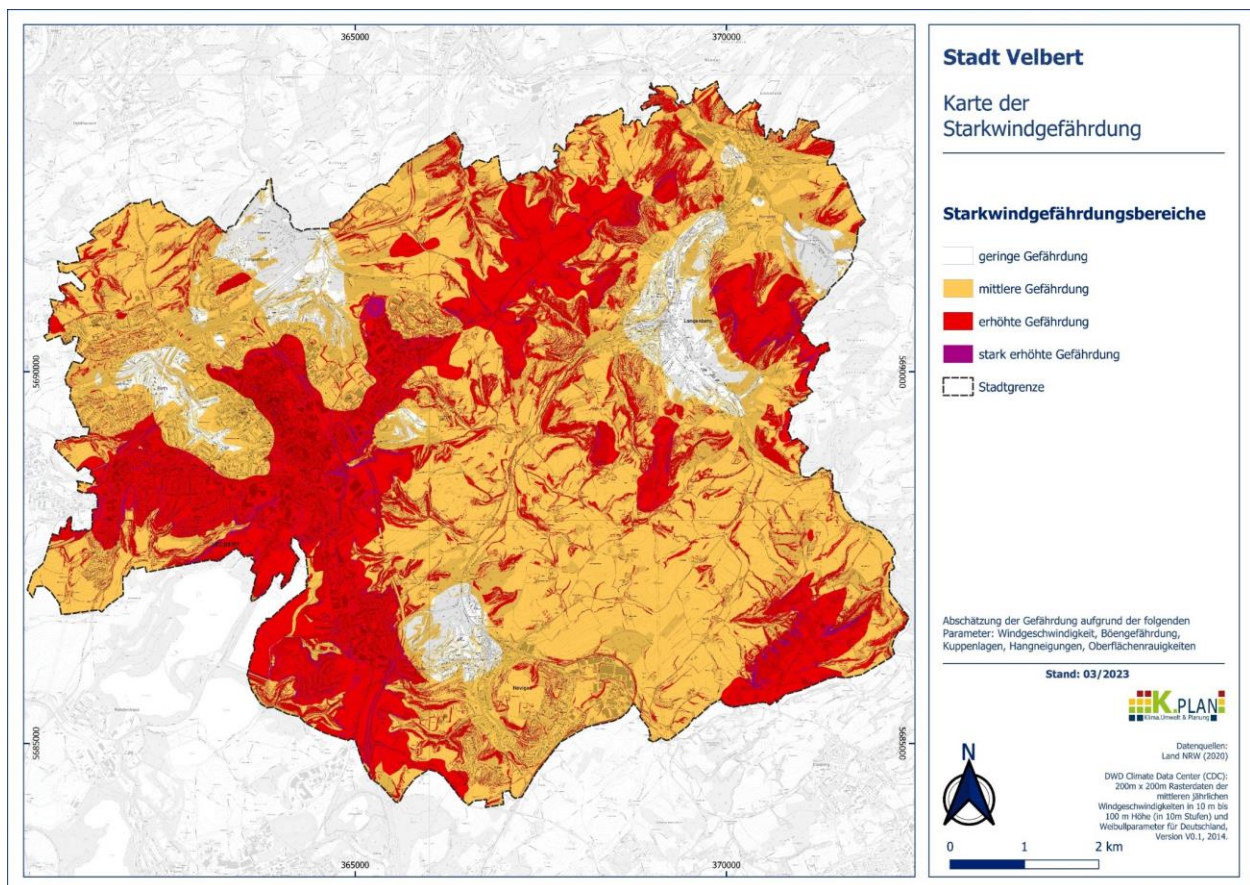 365000
370000
5690000
5690000
5685000
5685000
365000
370000
Langenberg
Neviges
Stadt Velbert
Karte der
Starkwindgefährdung
Starkwindgefährdungsbereiche
geringe Gefährdung
mittlere Gefährdung
erhöhte Gefährdung
stark erhöhte Gefährdung
Stadtgrenze
Abschätzung der Gefährdung aufgrund der folgenden
Parameter: Windgeschwindigkeit, Böengefährdung,
Kuppenlagen, Hangneigungen, Oberflächenrauigkeiten
Stand: 03/2023
K.PLAN
Klima.Umwelt & Planung
Datenquellen:
Land NRW (2020)
DWD Climate Data Center (CDC):
200m x 200m Rasterdaten der
mittleren jährlichen
Windgeschwindigkeiten in 10 m bis
100 m Höhe (in 10m Stufen) und
Weibullparameter für Deutschland,
Version V0.1, 2014.
N
0 1 2 km